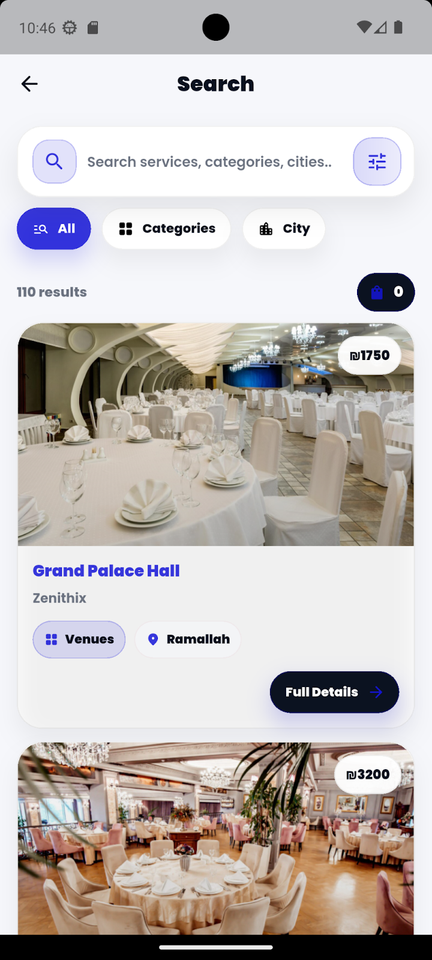 10:46
Search
Search services, categories, cities..
All
Categories
City
110 results
0
₪1750
Grand Palace Hall
Zenithix
Venues
Ramallah
Full Details
₪3200